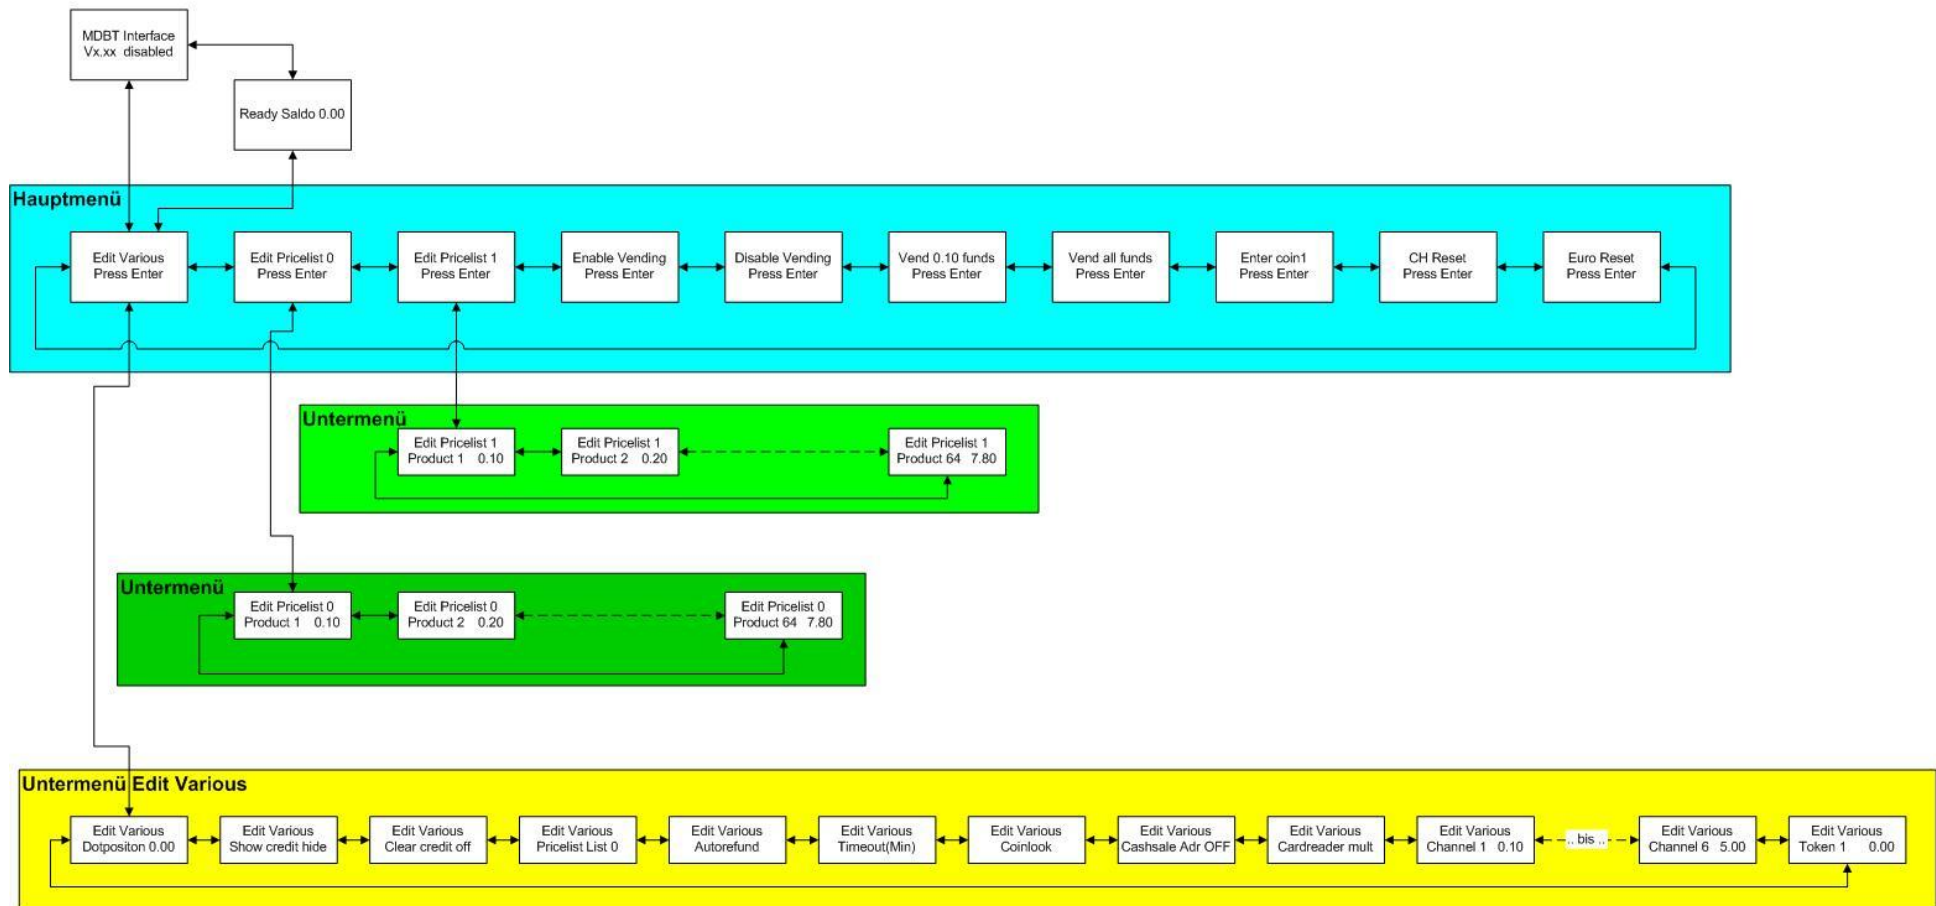 MDBT Interface
Vx.xx disabled
Ready Saldo 0.00
Hauptmenü
Edit Various
Press Enter
Edit Pricelist 0
Press Enter
Edit Pricelist 1
Press Enter
Enable Vending
Press Enter
Disable Vending
Press Enter
Vend 0.10 funds
Press Enter
Vend all funds
Press Enter
Enter coin1
Press Enter
CH Reset
Press Enter
Euro Reset
Press Enter
Untermenü
Edit Pricelist 1
Product 1 0.10
Edit Pricelist 1
Product 2 0.20
Edit Pricelist 1
Product 64 7.80
Untermenü
Edit Pricelist 0
Product 1 0.10
Edit Pricelist 0
Product 2 0.20
Edit Pricelist 0
Product 64 7.80
Untermenü Edit Various
Edit Various
Dotpositon 0.00
Edit Various
Show credit hide
Edit Various
Clear credit off
Edit Various
Pricelist List 0
Edit Various
Autorefund
Edit Various
Timeout(Min)
Edit Various
Coinlook
Edit Various
Cashsale Adr OFF
Edit Various
Cardreader mult
Edit Various
Channel 1 0.10
.. bis ..
Edit Various
Channel 6 5.00
Edit Various
Token 1 0.00